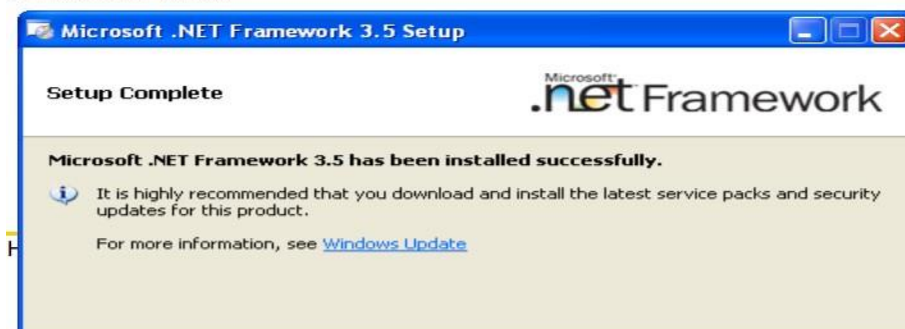 Microsoft .NET Framework 3.5 Setup
Setup Complete
Microsoft
.net Framework
Microsoft .NET Framework 3.5 has been installed successfully.
It is highly recommended that you download and install the latest service packs and security
updates for this product.
For more information, see Windows Update
H